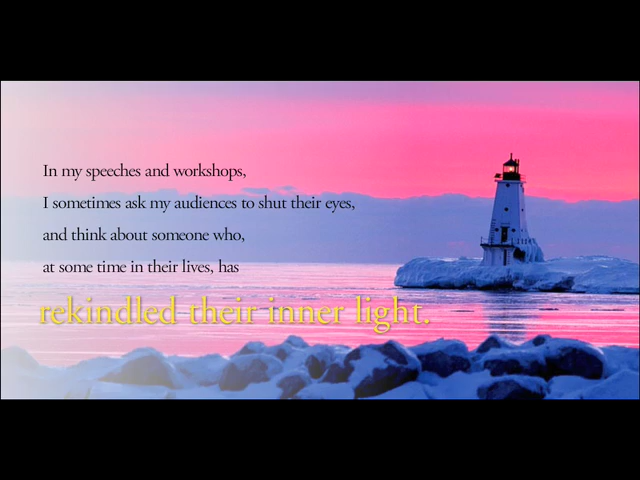 In my speeches and workshops,
I sometimes ask my audiences to shut their eyes,
and think about someone who,
at some time in their lives, has
rekindled their inner light.